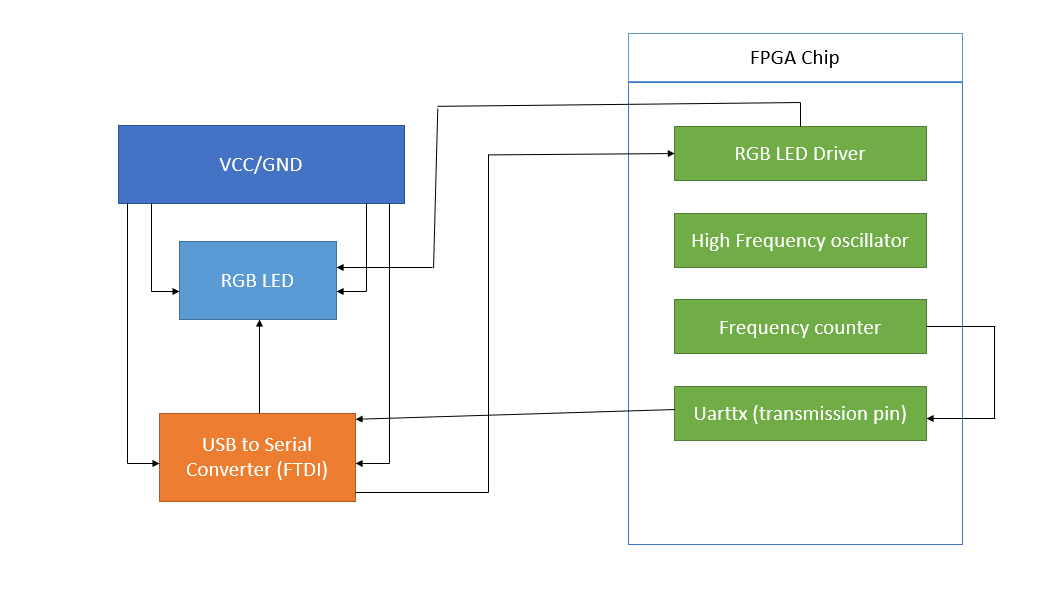 FPGA Chip
VCC/GND
RGB LED Driver
High Frequency oscillator
RGB LED
Frequency counter
Uarttx (transmission pin)
USB to Serial
Converter (FTDI)